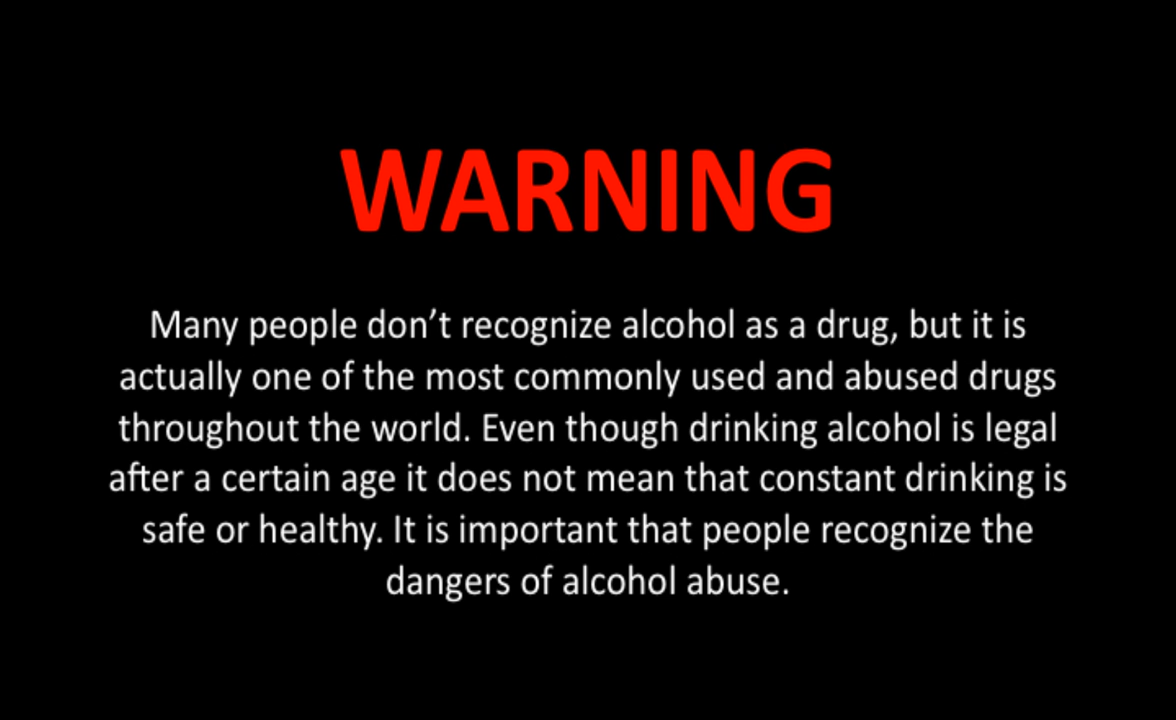 WARNING
Many people don’t recognize alcohol as a drug, but it is
actually one of the most commonly used and abused drugs
throughout the world. Even though drinking alcohol is legal
after a certain age it does not mean that constant drinking is
safe or healthy. It is important that people recognize the
dangers of alcohol abuse.